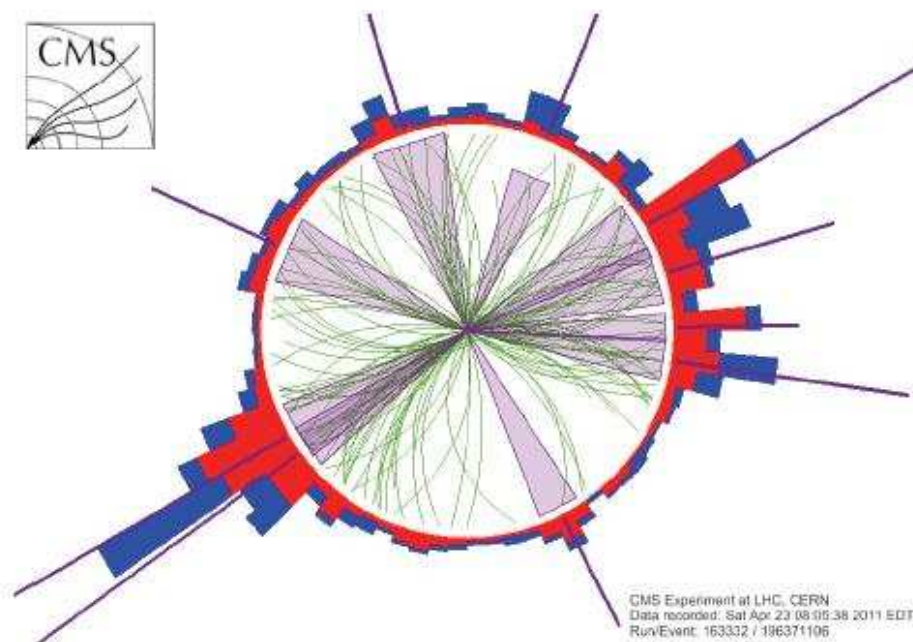 CMS
CMS Experiment at LHC, CERN
Data recorded: Sat Apr 23 08:05:38 2011 EDT
Run/Event: 163332 / 196371106